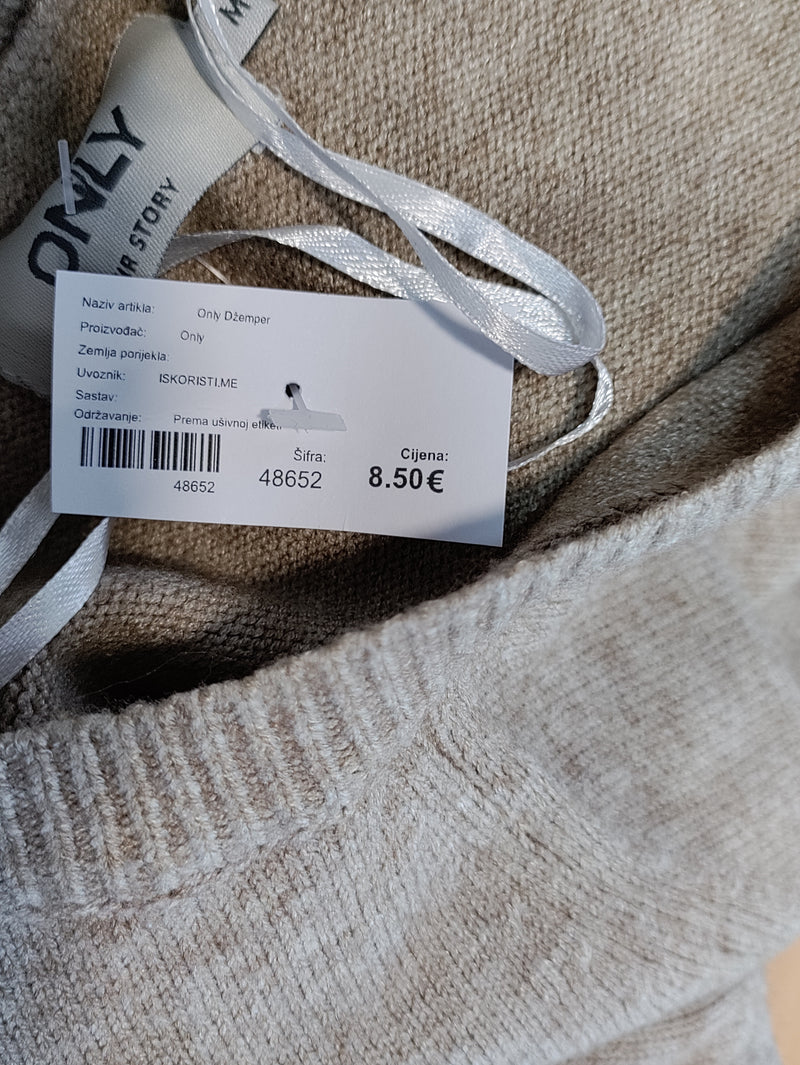 M
ONLY
UR STORY
Naziv artikla: Only Džemper
Proizvođač: Only
Zemlja porijekla:
Uvoznik: ISKORISTI.ME
Sastav:
Održavanje: Prema ušivnoj etiketi
Šifra: Cijena:
48652 48652 8.50€